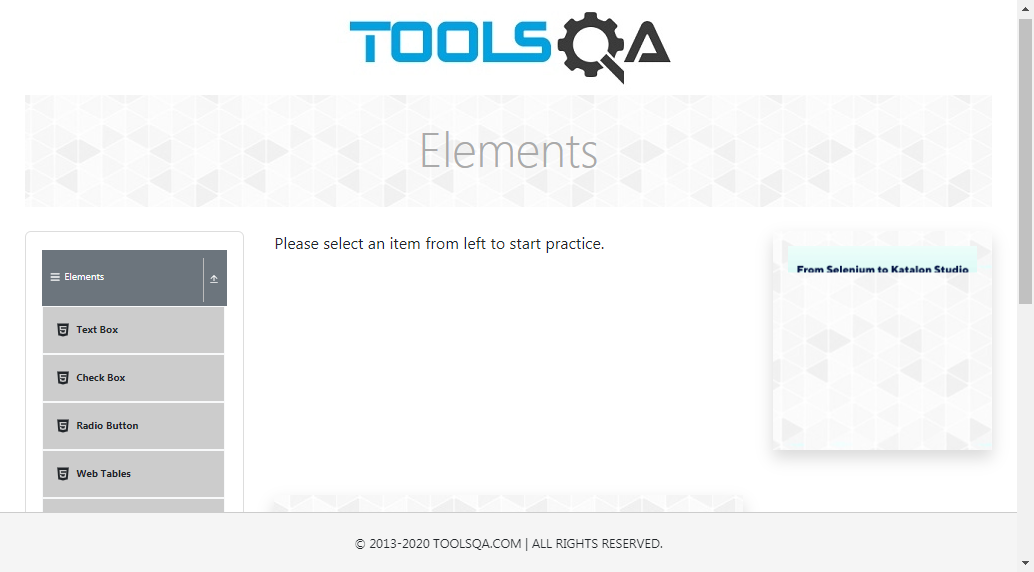 TOOLSQA
Elements
Elements
Text Box
Check Box
Radio Button
Web Tables
Please select an item from left to start practice.
From Selenium to Katalon Studio
© 2013-2020 TOOLSQA.COM | ALL RIGHTS RESERVED.